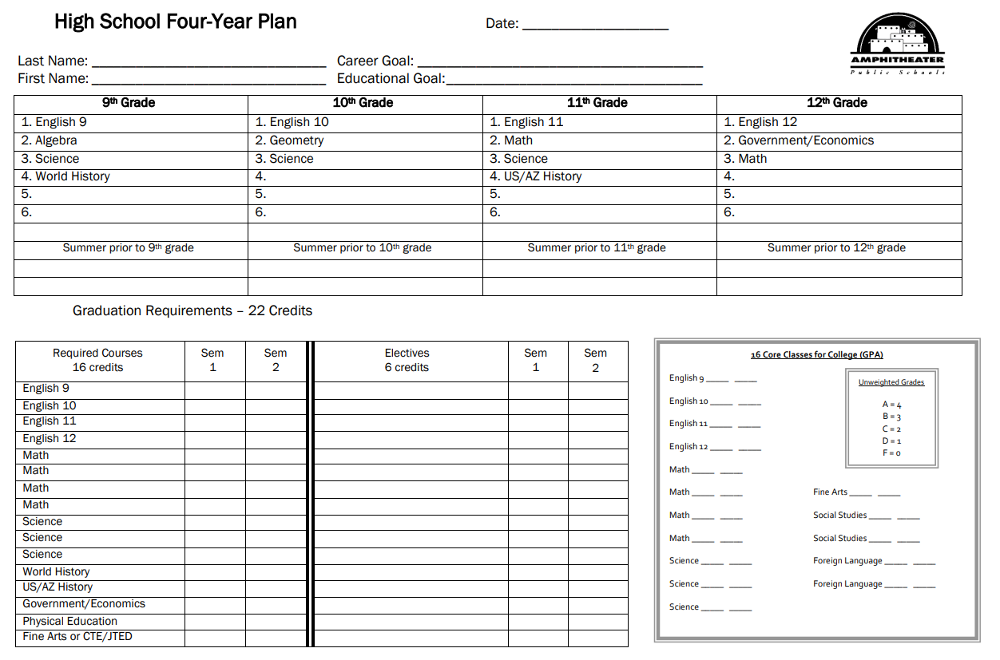 High School Four-Year Plan
Date: ____________________
AMPHITHEATER
Public Schools
Last Name: ________________________________ Career Goal: _______________________________________
First Name: ________________________________ Educational Goal:___________________________________
9th Grade 10th Grade 11th Grade 12th Grade
1. English 9 1. English 10 1. English 11 1. English 12
2. Algebra 2. Geometry 2. Math 2. Government/Economics
3. Science 3. Science 3. Science 3. Math
4. World History 4. 4. US/AZ History 4.
5. 5. 5. 5.
6. 6. 6. 6.
Summer prior to 9th grade Summer prior to 10th grade Summer prior to 11th grade Summer prior to 12th grade
Graduation Requirements – 22 Credits
Required Courses Sem Sem Electives Sem Sem
16 credits 1 2 6 credits 1 2
English 9
English 10
English 11
English 12
Math
Math
Math
Math
Science
Science
Science
World History
US/AZ History
Government/Economics
Physical Education
Fine Arts or CTE/JTED
16 Core Classes for College (GPA)
English 9 _____ _____
English 10 _____ _____
English 11 _____ _____
English 12 _____ _____
Math _____ _____
Math _____ _____
Math _____ _____
Math _____ _____
Science _____ _____
Science _____ _____
Science _____ _____
Unweighted Grades
A = 4
B = 3
C = 2
D = 1
F = 0
Fine Arts _____ _____
Social Studies _____ _____
Social Studies _____ _____
Foreign Language _____ _____
Foreign Language _____ _____